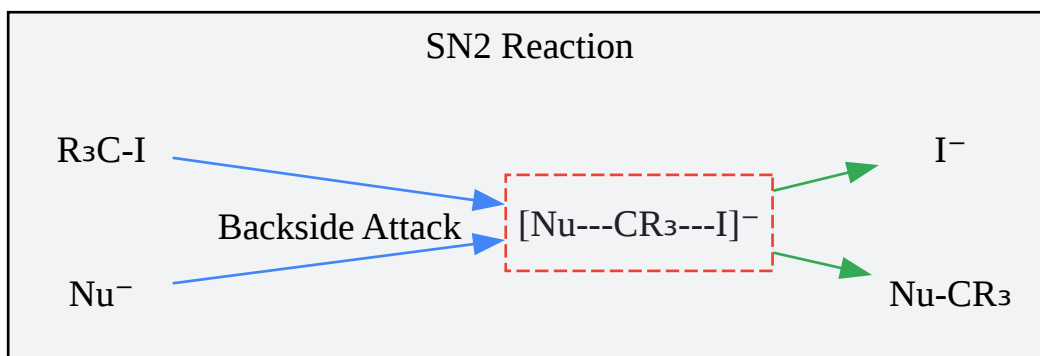 SN2 Reaction
R₃C-I
I⁻
Backside Attack
[Nu---CR₃---I]⁻
Nu⁻
Nu-CR₃